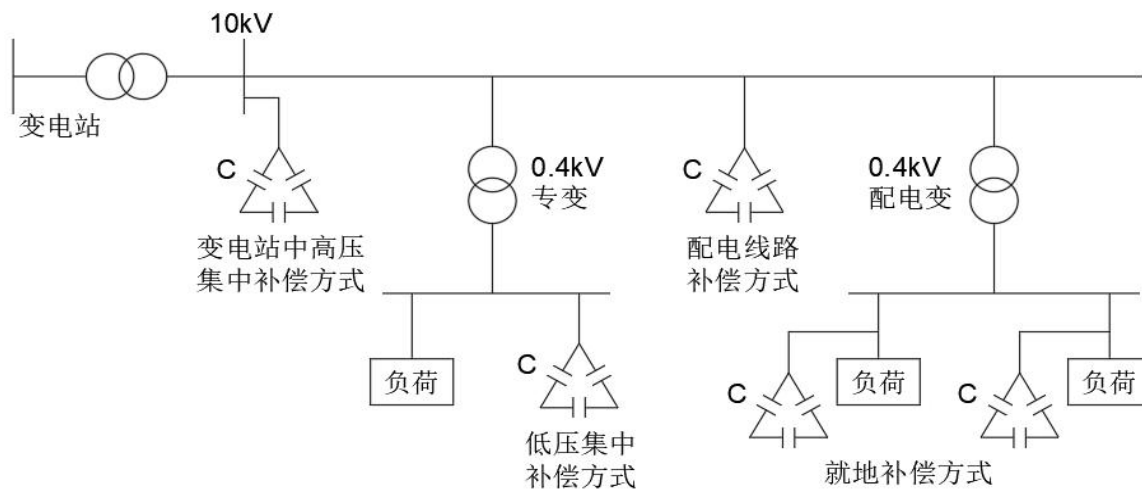 10kV
变电站
C
变电站中高压
集中补偿方式
0.4kV
专变
负荷
C
低压集中
补偿方式
C
配电线路
补偿方式
0.4kV
配电变
C
负荷
C
负荷
就地补偿方式